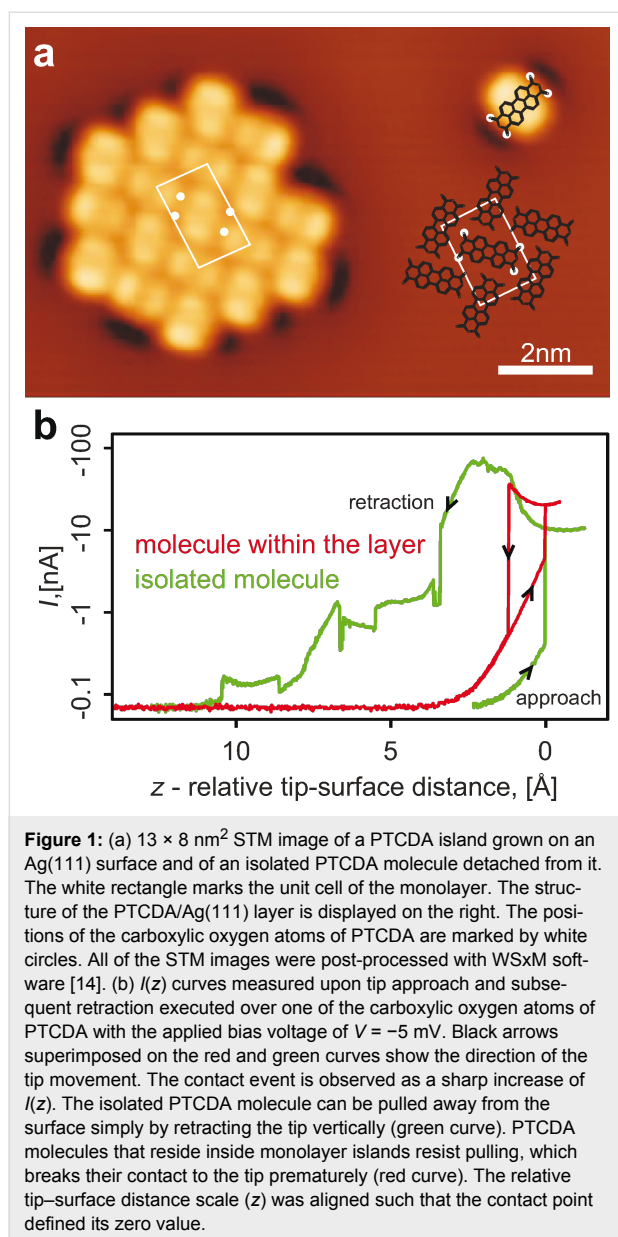 a
2nm
b
-100
-10
-1
-0.1
I,[nA]
retraction
molecule within the layer
isolated molecule
approach
10
5
0
z - relative tip-surface distance, [Å]
Figure 1: (a) 13 × 8 nm² STM image of a PTCDA island grown on an
Ag(111) surface and of an isolated PTCDA molecule detached from it.
The white rectangle marks the unit cell of the monolayer. The struc-
ture of the PTCDA/Ag(111) layer is displayed on the right. The posi-
tions of the carboxylic oxygen atoms of PTCDA are marked by white
circles. All of the STM images were post-processed with WSxM soft-
ware [14]. (b) I(z) curves measured upon tip approach and subse-
quent retraction executed over one of the carboxylic oxygen atoms of
PTCDA with the applied bias voltage of V = −5 mV. Black arrows
superimposed on the red and green curves show the direction of the
tip movement. The contact event is observed as a sharp increase of
I(z). The isolated PTCDA molecule can be pulled away from the
surface simply by retracting the tip vertically (green curve). PTCDA
molecules that reside inside monolayer islands resist pulling, which
breaks their contact to the tip prematurely (red curve). The relative
tip–surface distance scale (z) was aligned such that the contact point
defined its zero value.